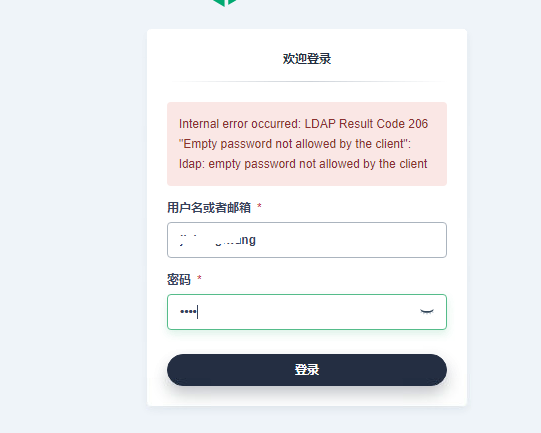 欢迎登录
Internal error occurred: LDAP Result Code 206
"Empty password not allowed by the client":
ldap: empty password not allowed by the client
用户名或者邮箱 *
密码 *
••••
登录